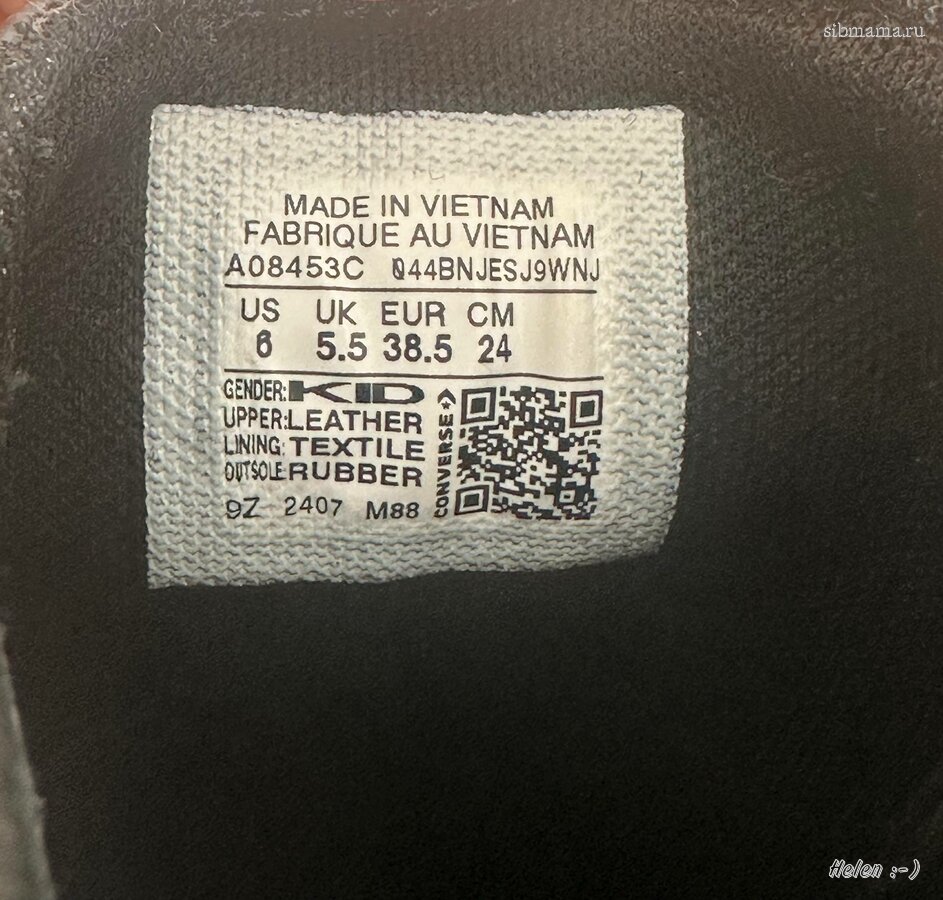 sibmama.ru
MADE IN VIETNAM
FABRIQUE AU VIETNAM
A08453C 044BNJESJ9WNJ
US UK EUR CM
6 5.5 38.5 24
GENDER: KID
UPPER: LEATHER
LINING: TEXTILE
OUTSOLE: RUBBER
9Z 2407 M88
CONVERSE
Helen :-)